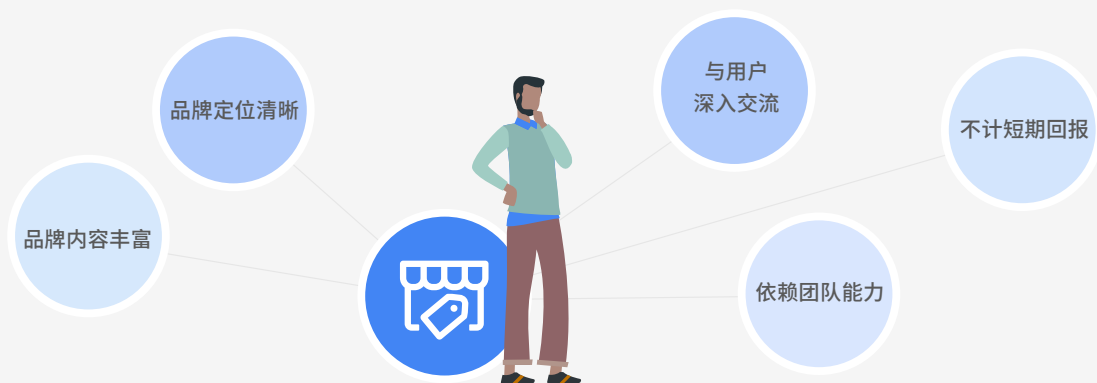 品牌定位清晰
品牌内容丰富
与用户
深入交流
不计短期回报
依赖团队能力